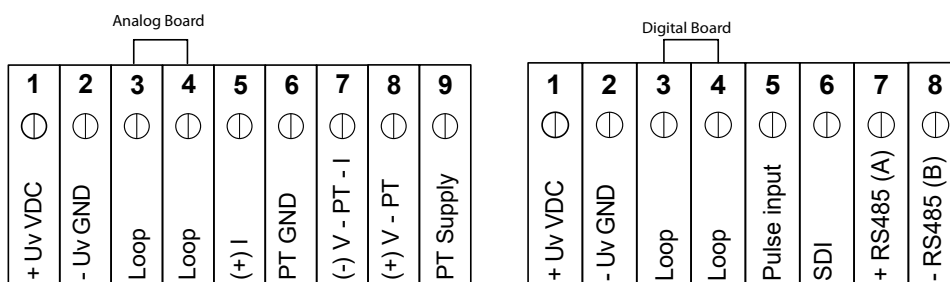 Analog Board
1 2 3 4 5 6 7 8 9
+ Uv VDC
- Uv GND
Loop
Loop
(+) I
PT GND
(-) V - PT - I
(+) V - PT
PT Supply
Digital Board
1 2 3 4 5 6 7 8
+ Uv VDC
- Uv GND
Loop
Loop
Pulse input
SDI
+ RS485 (A)
- RS485 (B)